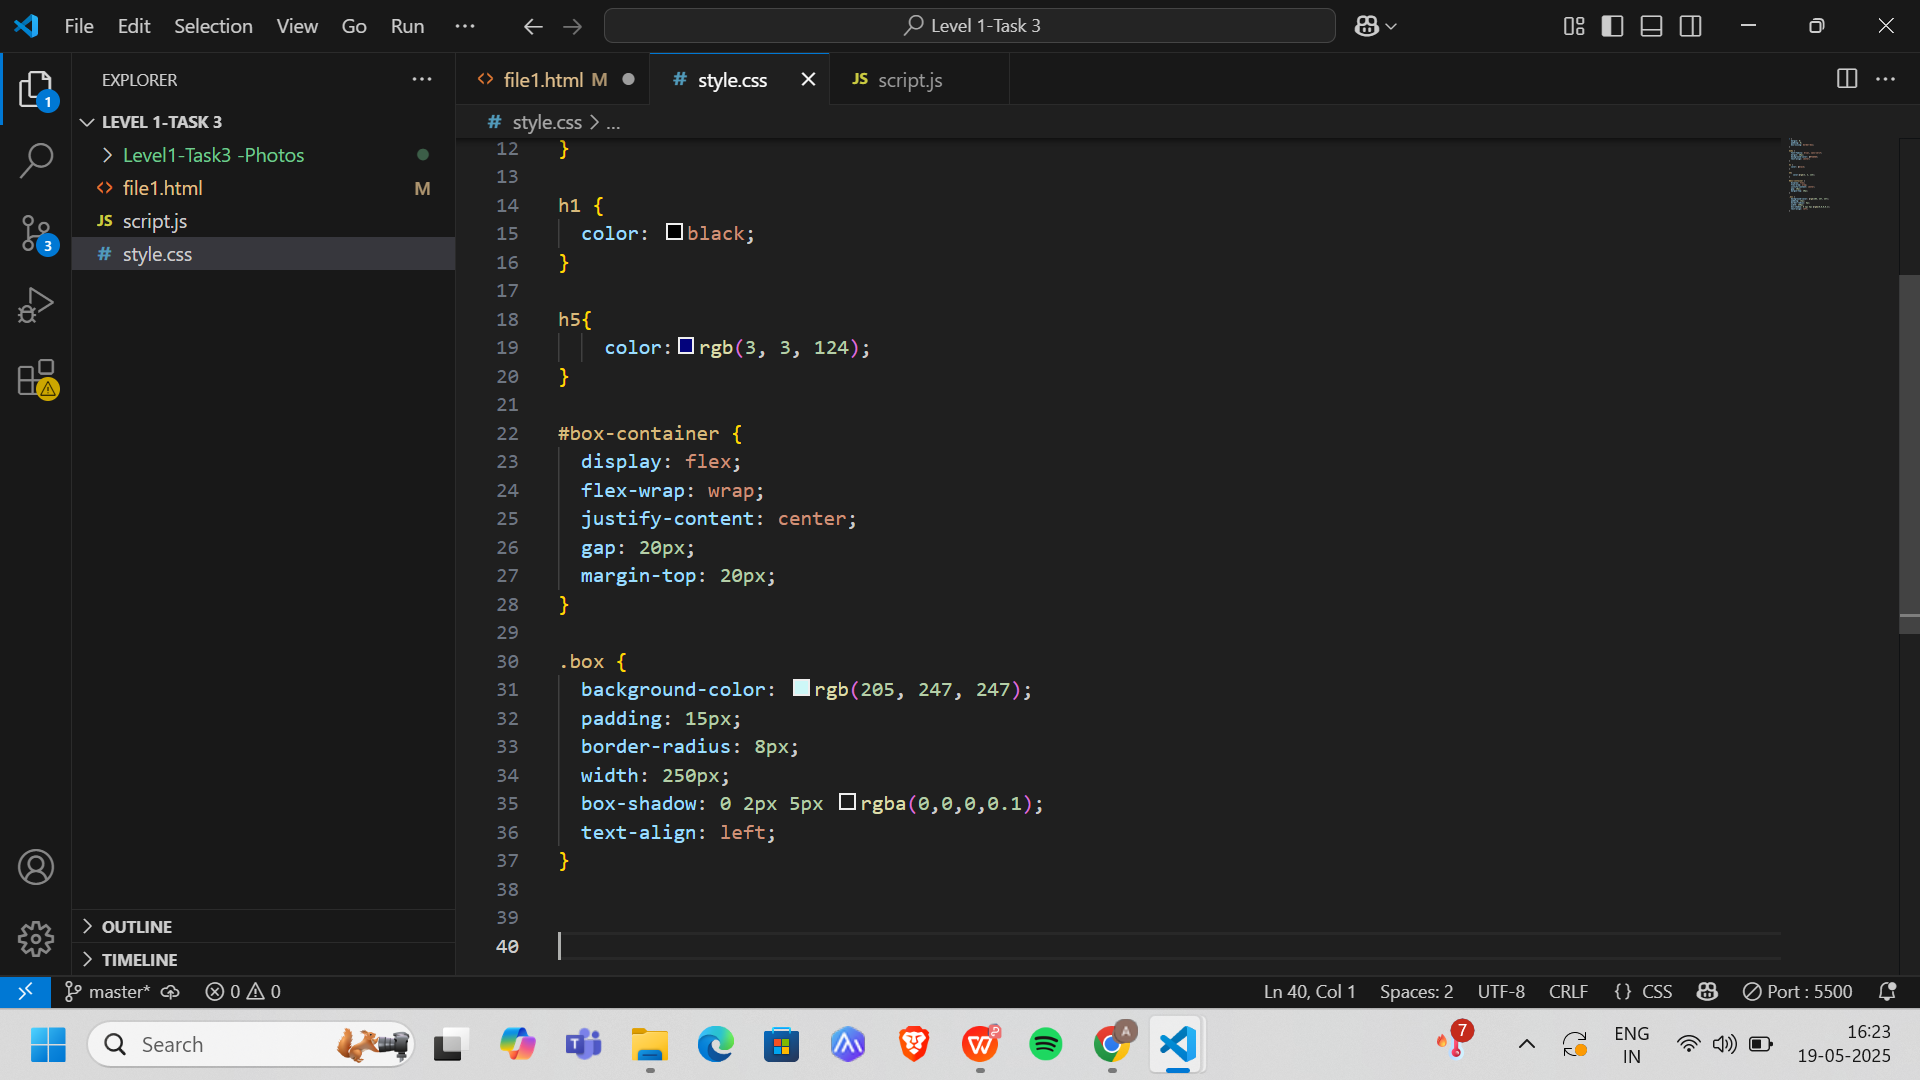 File Edit Selection View Go Run ... Level 1-Task 3
EXPLORER ...
LEVEL 1-TASK 3
Level1-Task3 -Photos
file1.html M
JS script.js
# style.css
1
3
file1.html M
# style.css
JS script.js
# style.css > ...
12 }
13
14 h1 {
15 color: black;
16 }
17
18 h5{
19 color: rgb(3, 3, 124);
20 }
21
22 #box-container {
23 display: flex;
24 flex-wrap: wrap;
25 justify-content: center;
26 gap: 20px;
27 margin-top: 20px;
28 }
29
30 .box {
31 background-color: rgb(205, 247, 247);
32 padding: 15px;
33 border-radius: 8px;
34 width: 250px;
35 box-shadow: 0 2px 5px rgba(0,0,0,0.1);
36 text-align: left;
37 }
38
39
40
OUTLINE
TIMELINE
master* 0 0 Ln 40, Col 1 Spaces: 2 UTF-8 CRLF {} CSS Port : 5500
Search
A
7
ENG
IN
16:23
19-05-2025